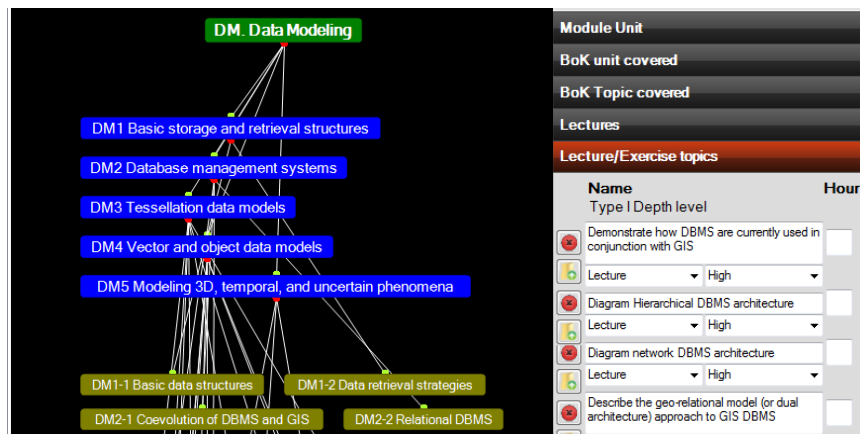 DM. Data Modeling
DM1 Basic storage and retrieval structures
DM2 Database management systems
DM3 Tessellation data models
DM4 Vector and object data models
DM5 Modeling 3D, temporal, and uncertain phenomena
DM1-1 Basic data structures
DM1-2 Data retrieval strategies
DM2-1 Coevolution of DBMS and GIS
DM2-2 Relational DBMS
Module Unit
BoK unit covered
BoK Topic covered
Lectures
Lecture/Exercise topics
Name Hour
Type I Depth level
Demonstrate how DBMS are currently used in
conjunction with GIS
Lecture High
Diagram Hierarchical DBMS architecture
Lecture High
Diagram network DBMS architecture
Lecture High
Describe the geo-relational model (or dual
architecture) approach to GIS DBMS